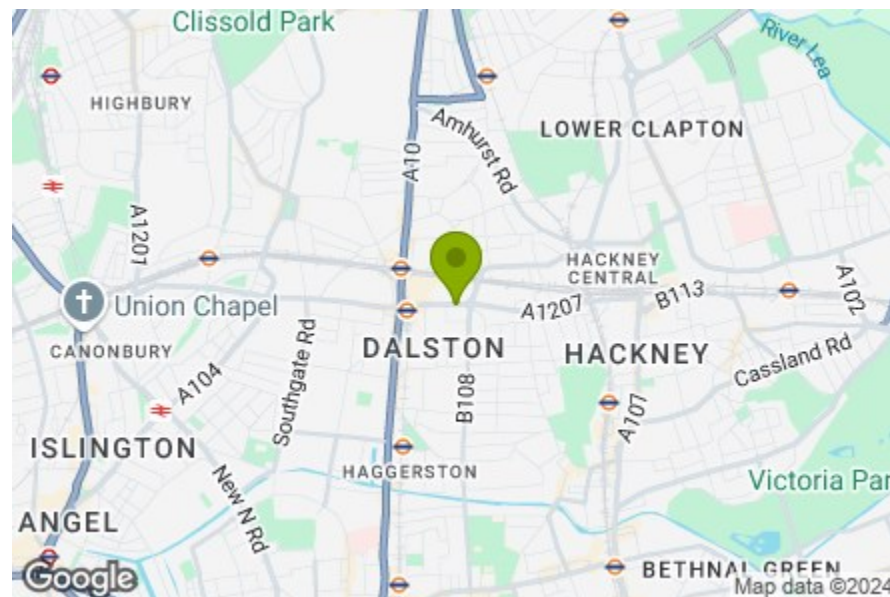 Clissold Park
River Lea
HIGHBURY
LOWER CLAPTON
Amhurst Rd
A10
A1201
HACKNEY
CENTRAL
Union Chapel
A1207
B113
A102
CANONBURY
DALSTON
HACKNEY
Cassland Rd
A104
Southgate Rd
B108
A107
ISLINGTON
HAGGERSTON
New N Rd
Victoria Par
ANGEL
BETHNAL GREEN
Google
Map data ©2024